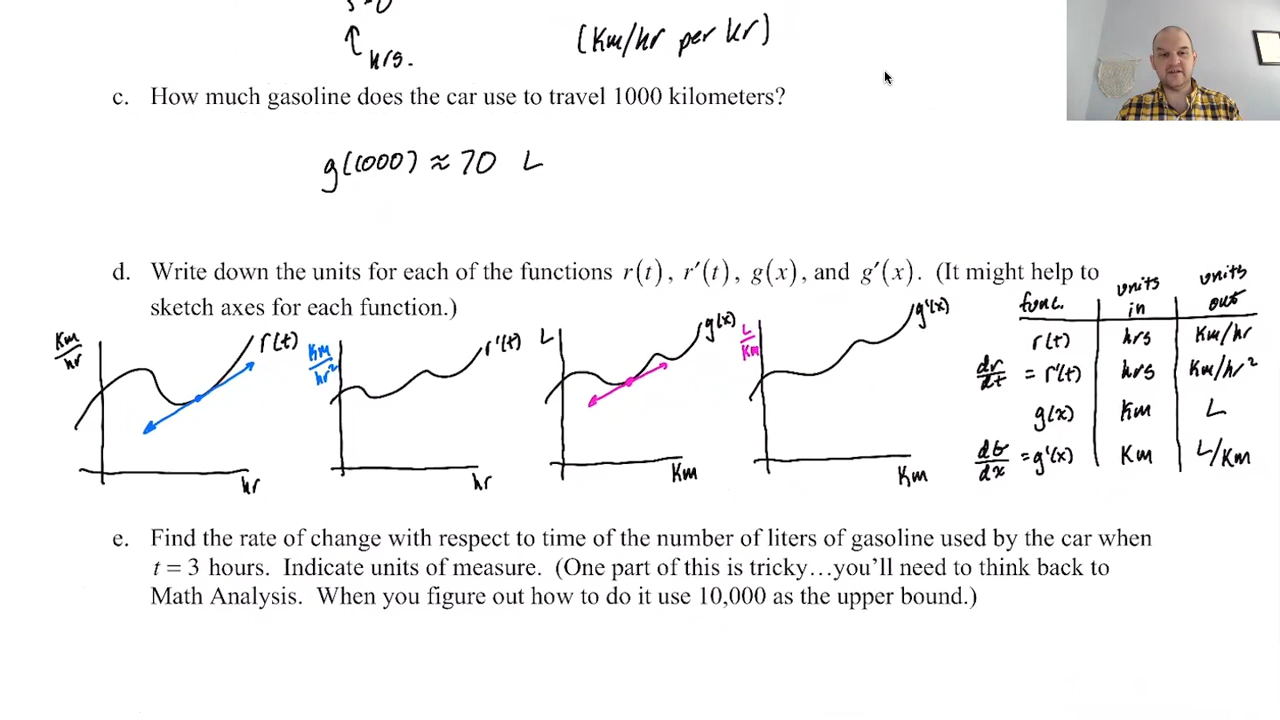 ↑ hrs.
(Km/hr per hr)
c. How much gasoline does the car use to travel 1000 kilometers?
g(1000) ≈ 70 L
d. Write down the units for each of the functions r(t), r′(t), g(x), and g′(x). (It might help to
sketch axes for each function.)
Km/hr r(t) hr
Km/hr² r'(t) hr
L g(x) Km
L/Km g'(x) Km
func. units in units out
r(t) hrs Km/hr
dr/dt = r'(t) hrs Km/hr²
g(x) Km L
dG/dx = g'(x) Km L/Km
e. Find the rate of change with respect to time of the number of liters of gasoline used by the car when
t = 3 hours. Indicate units of measure. (One part of this is tricky…you’ll need to think back to
Math Analysis. When you figure out how to do it use 10,000 as the upper bound.)